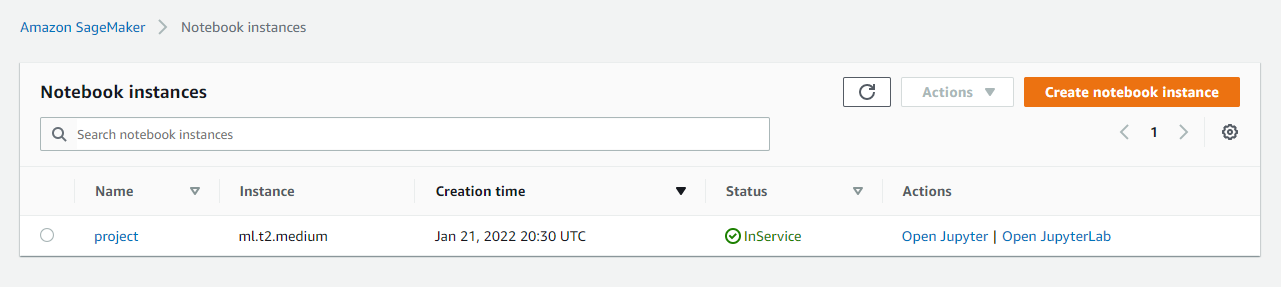 Amazon SageMaker > Notebook instances
Notebook instances
Actions
Create notebook instance
Search notebook instances
1
Name Instance Creation time Status Actions
project ml.t2.medium Jan 21, 2022 20:30 UTC InService Open Jupyter | Open JupyterLab